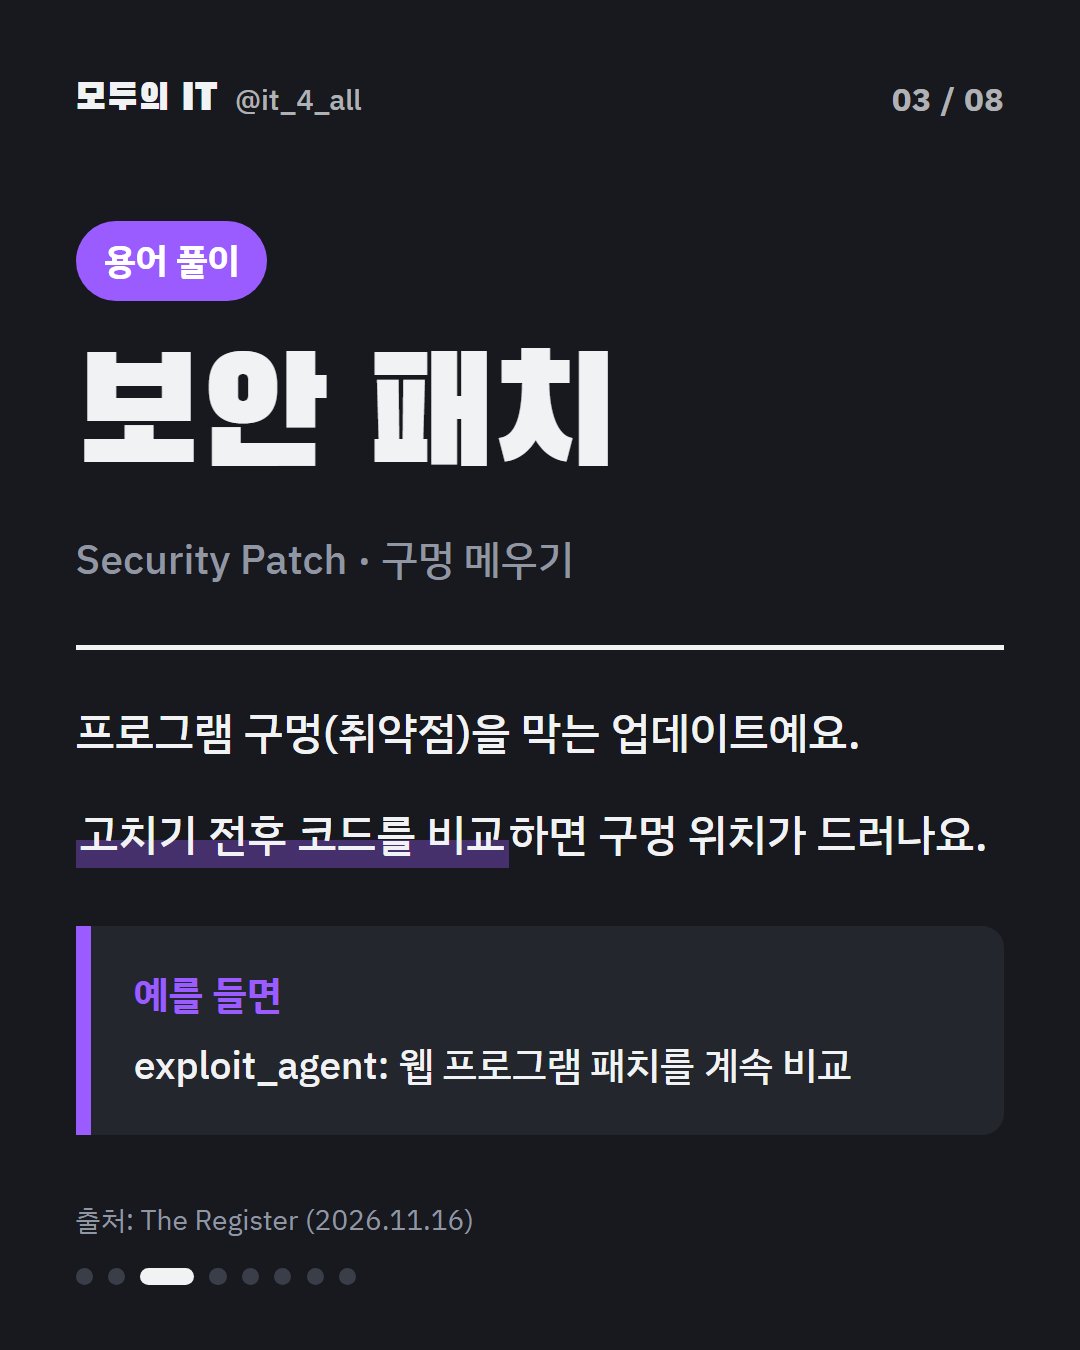 모두의 IT @it_4_all
03 / 08
용어 풀이
보안 패치
Security Patch · 구멍 메우기
프로그램 구멍(취약점)을 막는 업데이트예요.
고치기 전후 코드를 비교하면 구멍 위치가 드러나요.
예를 들면
exploit_agent: 웹 프로그램 패치를 계속 비교
출처: The Register (2026.11.16)